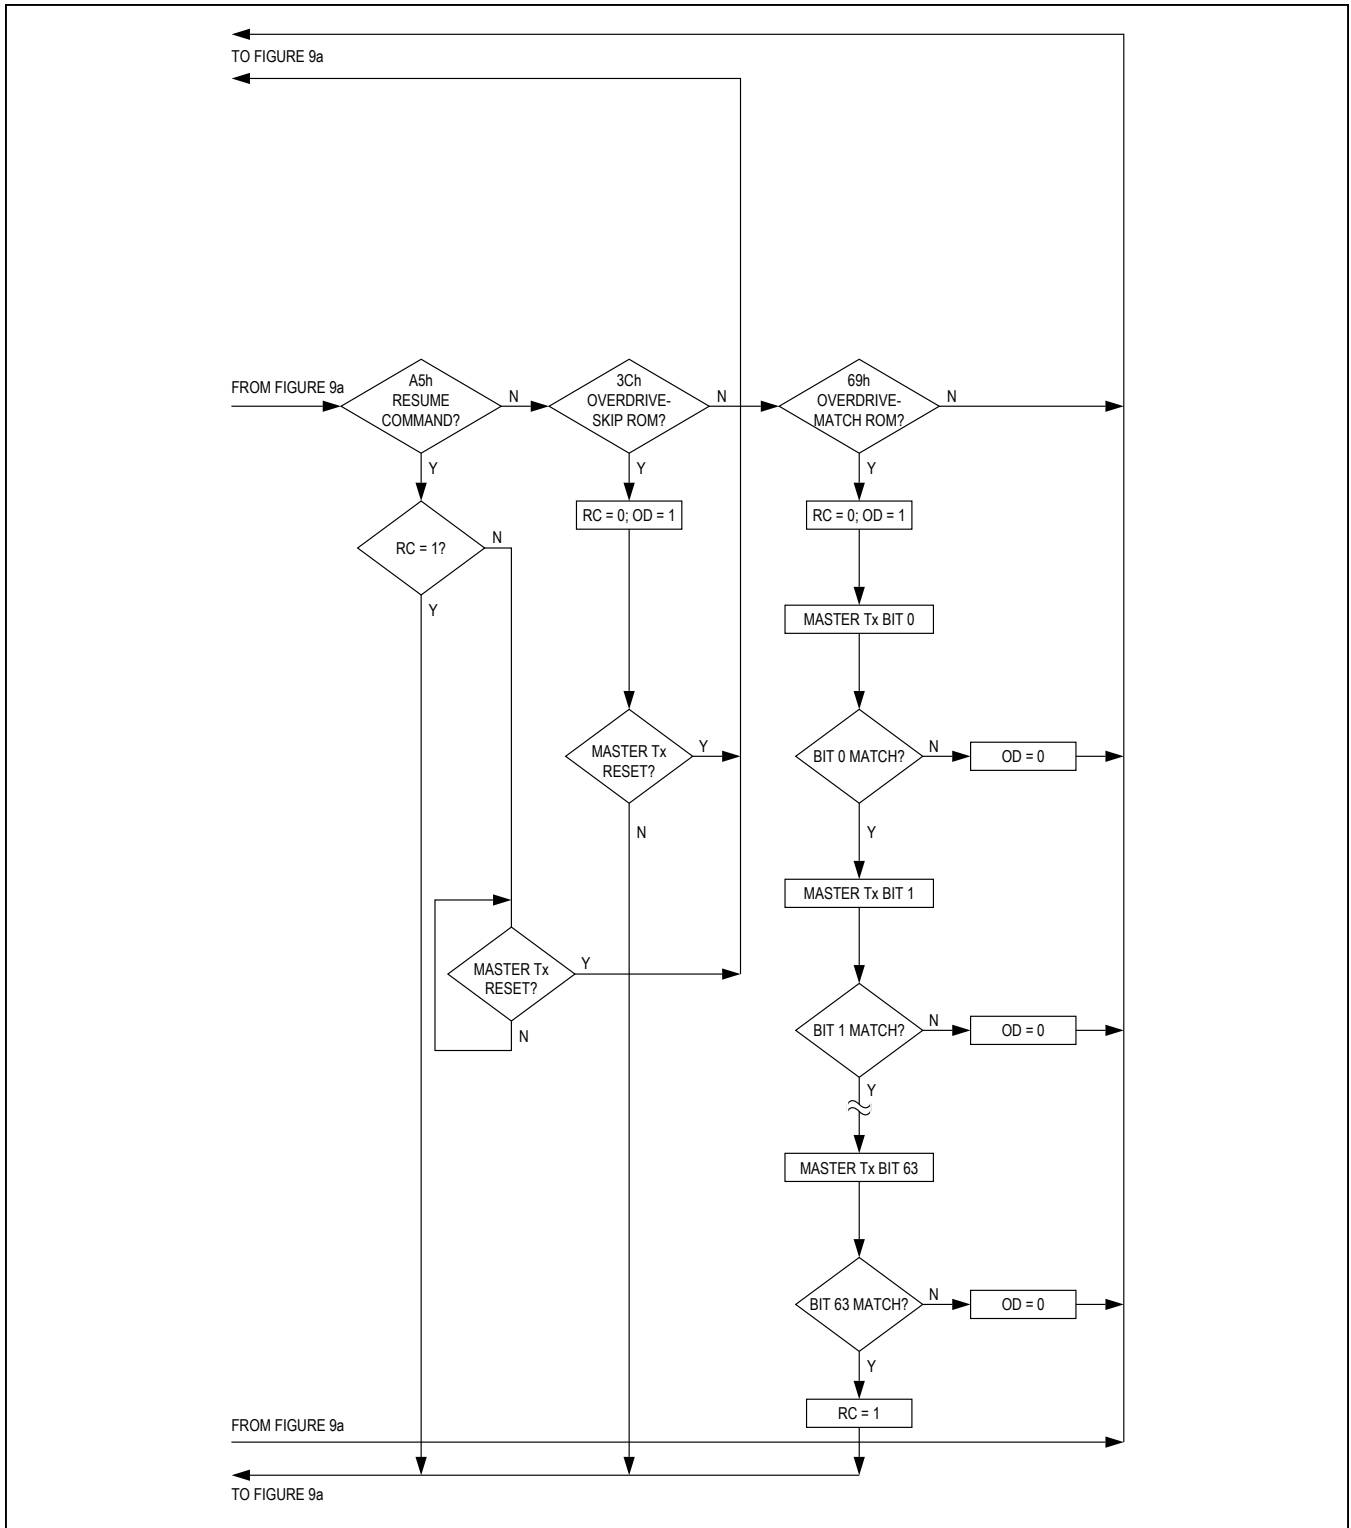 TO FIGURE 9a
FROM FIGURE 9a
A5h
RESUME
COMMAND?
N
3Ch
OVERDRIVE-
SKIP ROM?
N
69h
OVERDRIVE-
MATCH ROM?
N
Y
Y
Y
RC = 1?
N
Y
RC = 0; OD = 1
RC = 0; OD = 1
MASTER Tx BIT 0
MASTER Tx
RESET?
Y
N
BIT 0 MATCH?
N
OD = 0
Y
MASTER Tx BIT 1
MASTER Tx
RESET?
Y
N
BIT 1 MATCH?
N
OD = 0
Y
MASTER Tx BIT 63
BIT 63 MATCH?
N
OD = 0
Y
RC = 1
FROM FIGURE 9a
TO FIGURE 9a